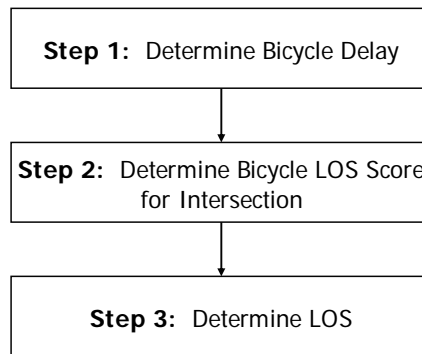 Step 1: Determine Bicycle Delay
Step 2: Determine Bicycle LOS Score
for Intersection
Step 3: Determine LOS